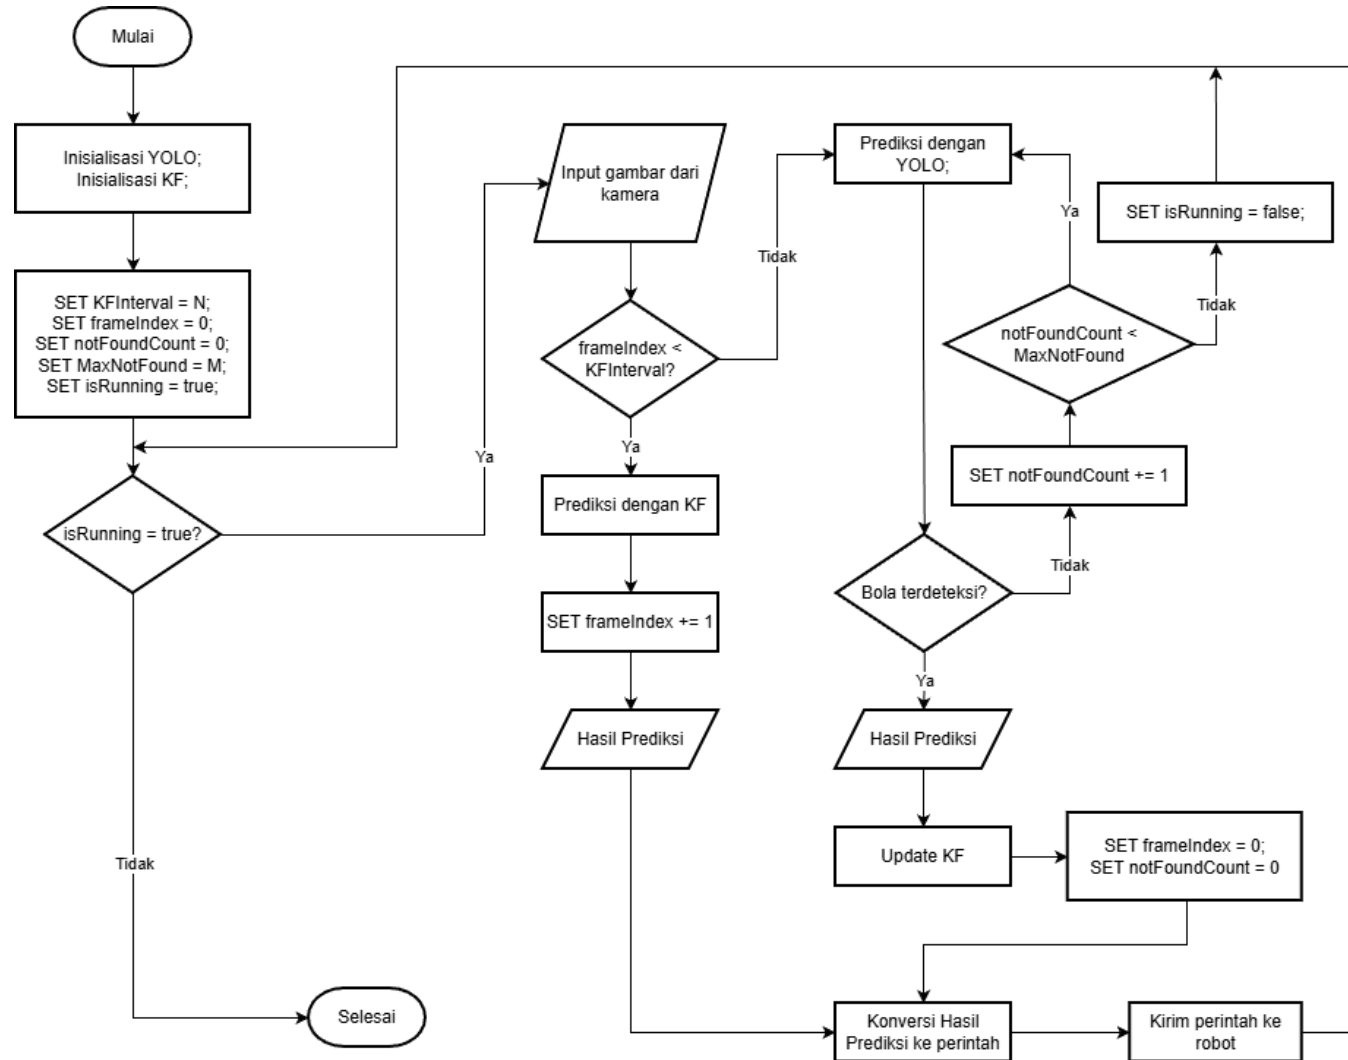 Mulai
Inisialisasi YOLO;
Inisialisasi KF;
SET KFInterval = N;
SET frameIndex = 0;
SET notFoundCount = 0;
SET MaxNotFound = M;
SET isRunning = true;
isRunning = true?
Ya
Tidak
Selesai
Input gambar dari
kamera
frameIndex <
KFInterval?
Tidak
Ya
Prediksi dengan KF
SET frameIndex += 1
Hasil Prediksi
Prediksi dengan
YOLO;
Bola terdeteksi?
Tidak
SET notFoundCount += 1
notFoundCount <
MaxNotFound
Ya
Tidak
SET isRunning = false;
Ya
Hasil Prediksi
Update KF
SET frameIndex = 0;
SET notFoundCount = 0
Konversi Hasil
Prediksi ke perintah
Kirim perintah ke
robot